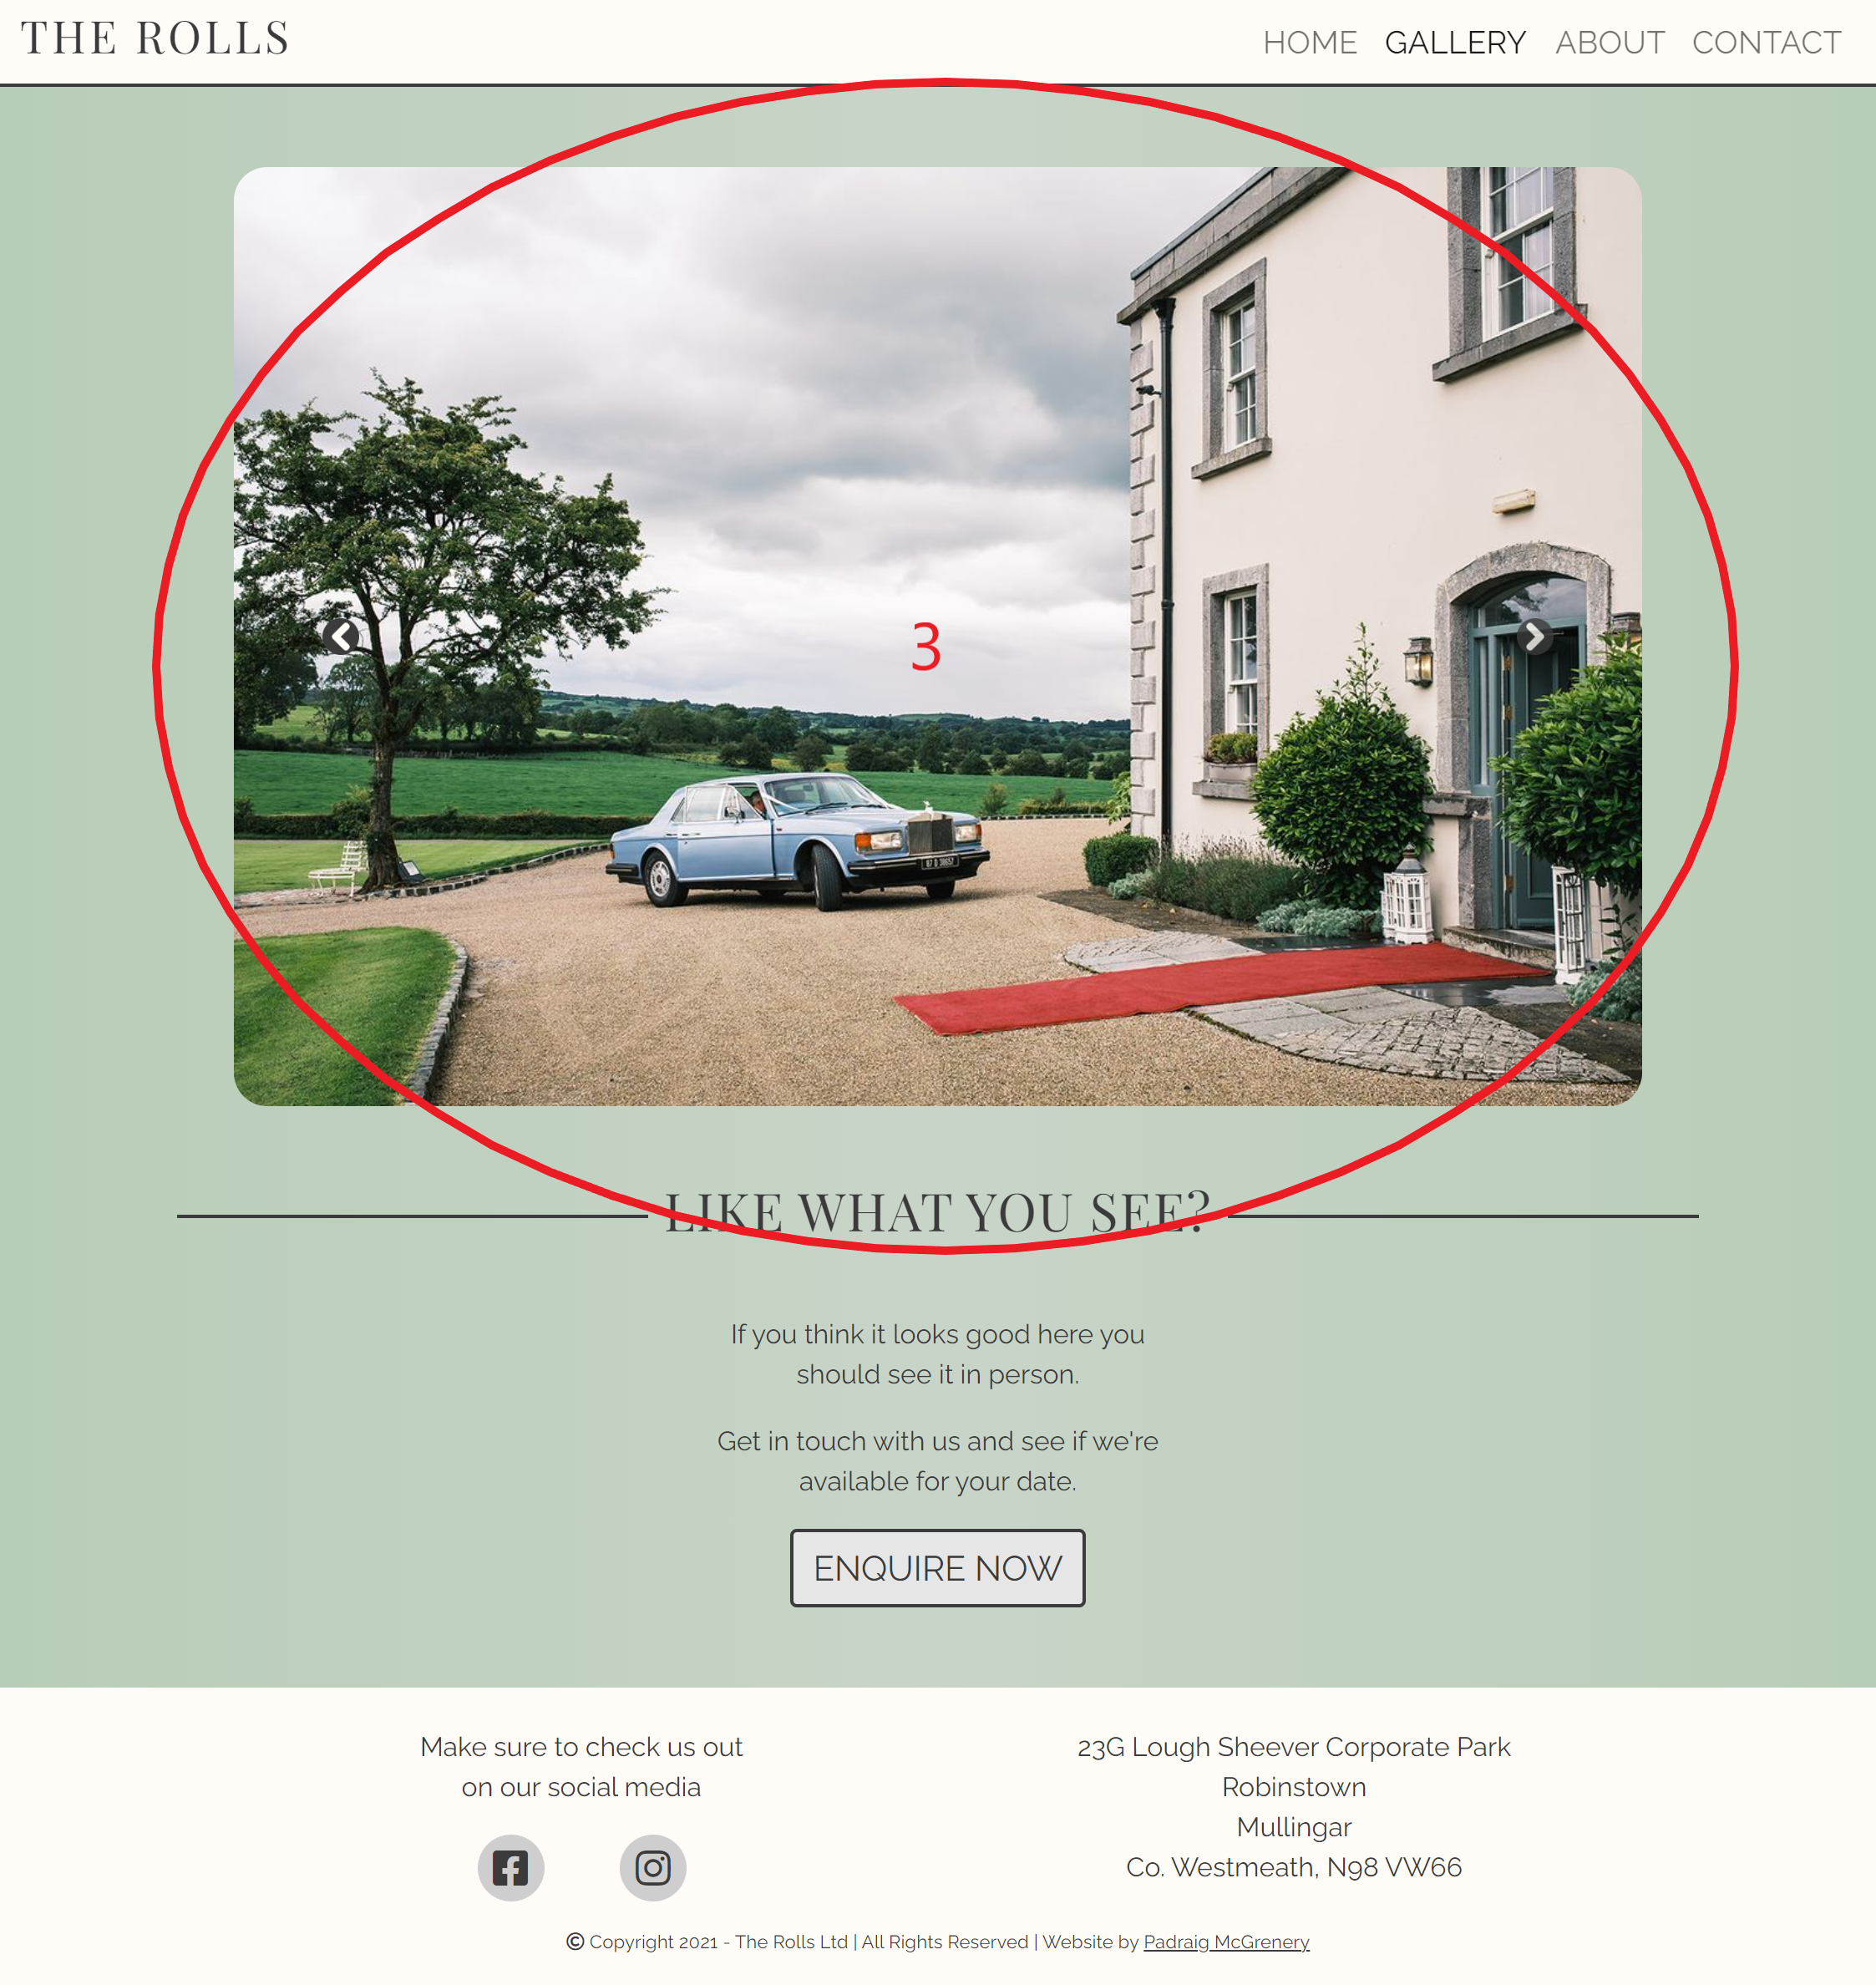 THE ROLLS
HOME GALLERY ABOUT CONTACT
3
LIKE WHAT YOU SEE?
If you think it looks good here you
should see it in person.
Get in touch with us and see if we're
available for your date.
ENQUIRE NOW
Make sure to check us out
on our social media
23G Lough Sheever Corporate Park
Robinstown
Mullingar
Co. Westmeath, N98 VW66
© Copyright 2021 - The Rolls Ltd | All Rights Reserved | Website by Padraig McGrenery